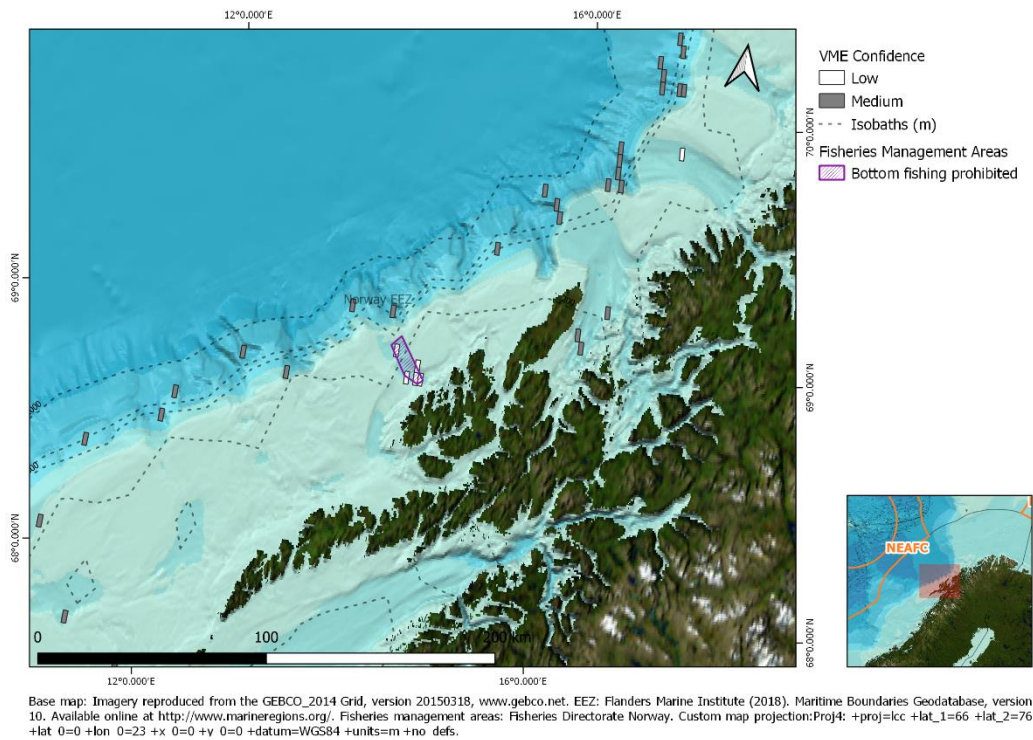 12°0.000'E 16°0.000'E
VME Confidence
Low
Medium
Isobaths (m)
Fisheries Management Areas
Bottom fishing prohibited
70°0.000'N
69°0.000'N
Norway EEZ
69°0.000'N
68°0.000'N
NEAFC
0 100 200 km
68°0.000'N
12°0.000'E 16°0.000'E
Base map: Imagery reproduced from the GEBCO_2014 Grid, version 20150318, www.gebco.net. EEZ: Flanders Marine Institute (2018). Maritime Boundaries Geodatabase, version
10. Available online at http://www.marineregions.org/. Fisheries management areas: Fisheries Directorate Norway. Custom map projection:Proj4: +proj=lcc +lat_1=66 +lat_2=76
+lat_0=0 +lon_0=23 +x_0=0 +y_0=0 +datum=WGS84 +units=m +no_defs.